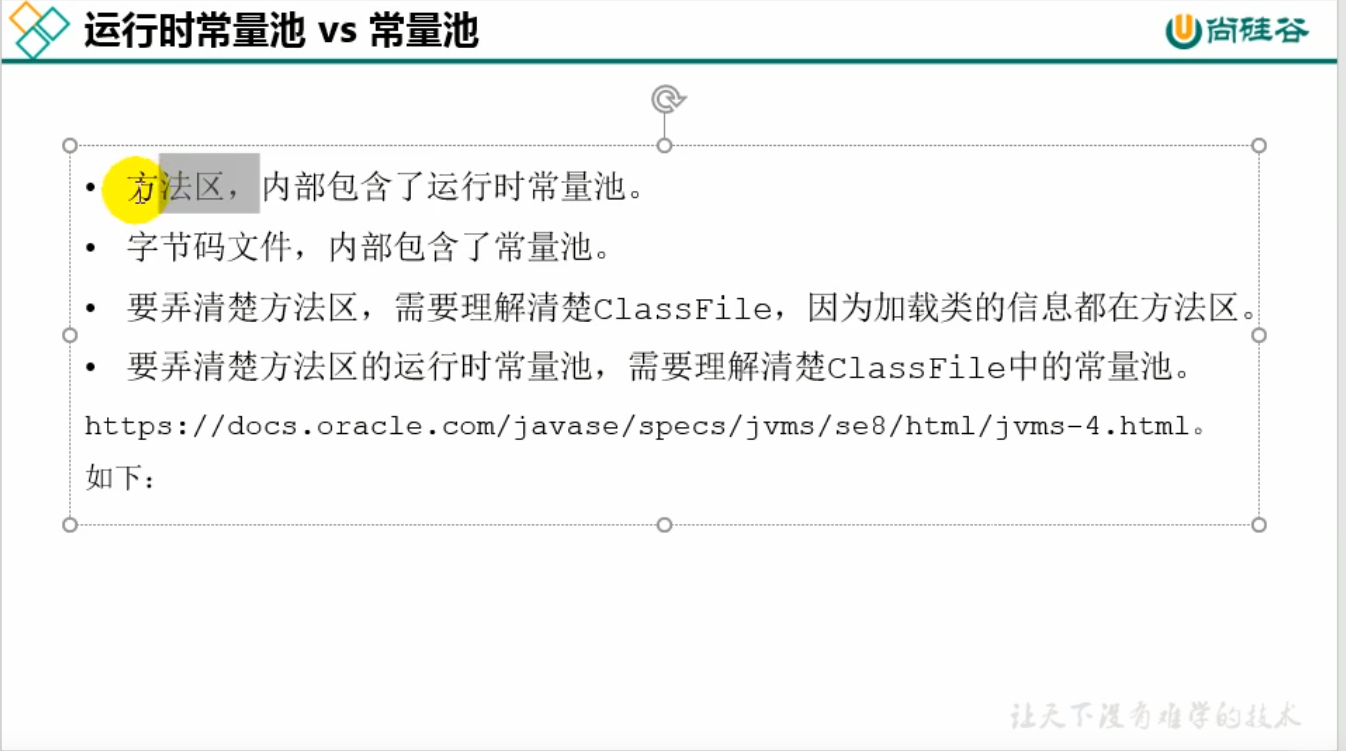 运行时常量池 vs 常量池
尚硅谷
• 方法区，内部包含了运行时常量池。
• 字节码文件，内部包含了常量池。
• 要弄清楚方法区，需要理解清楚ClassFile，因为加载类的信息都在方法区。
• 要弄清楚方法区的运行时常量池，需要理解清楚ClassFile中的常量池。
https://docs.oracle.com/javase/specs/jvms/se8/html/jvms-4.html。
如下：
让天下没有难学的技术